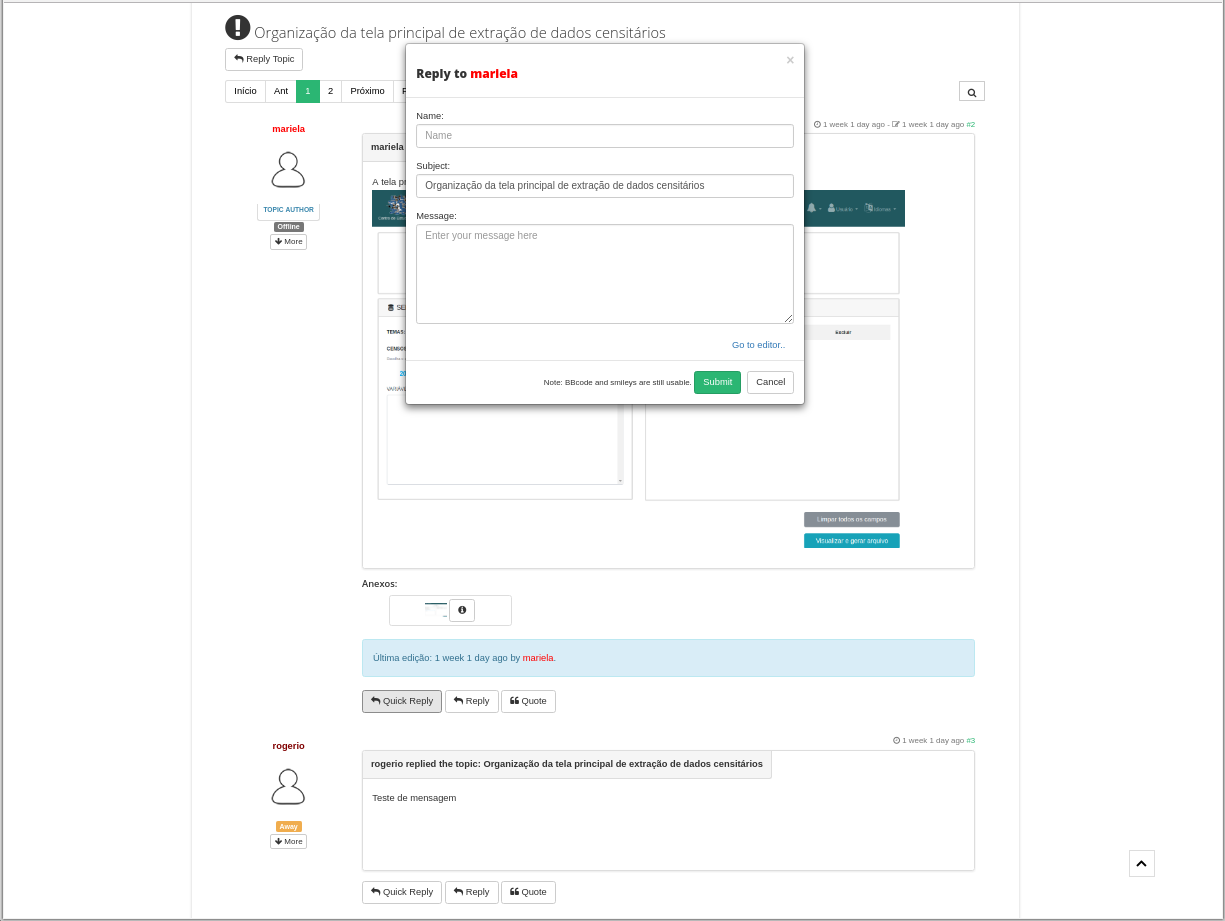 Organização da tela principal de extração de dados censitários
Reply Topic
Início Ant 1 2 Próximo
mariela
TOPIC AUTHOR
Offline
More
1 week 1 day ago - 1 week 1 day ago #2
mariela
A tela
Usuário
Idiomas
TEMAS:
Excluir
Reply to mariela
×
Name:
Name
Subject:
Organização da tela principal de extração de dados censitários
Message:
Enter your message here
Go to editor..
Note: BBcode and smileys are still usable. Submit Cancel
Limpar todos os campos
Visualizar e gerar arquivo
Anexos:
Última edição: 1 week 1 day ago by mariela.
Quick Reply Reply Quote
rogerio
Away
More
1 week 1 day ago #3
rogerio replied the topic: Organização da tela principal de extração de dados censitários
Teste de mensagem
Quick Reply Reply Quote